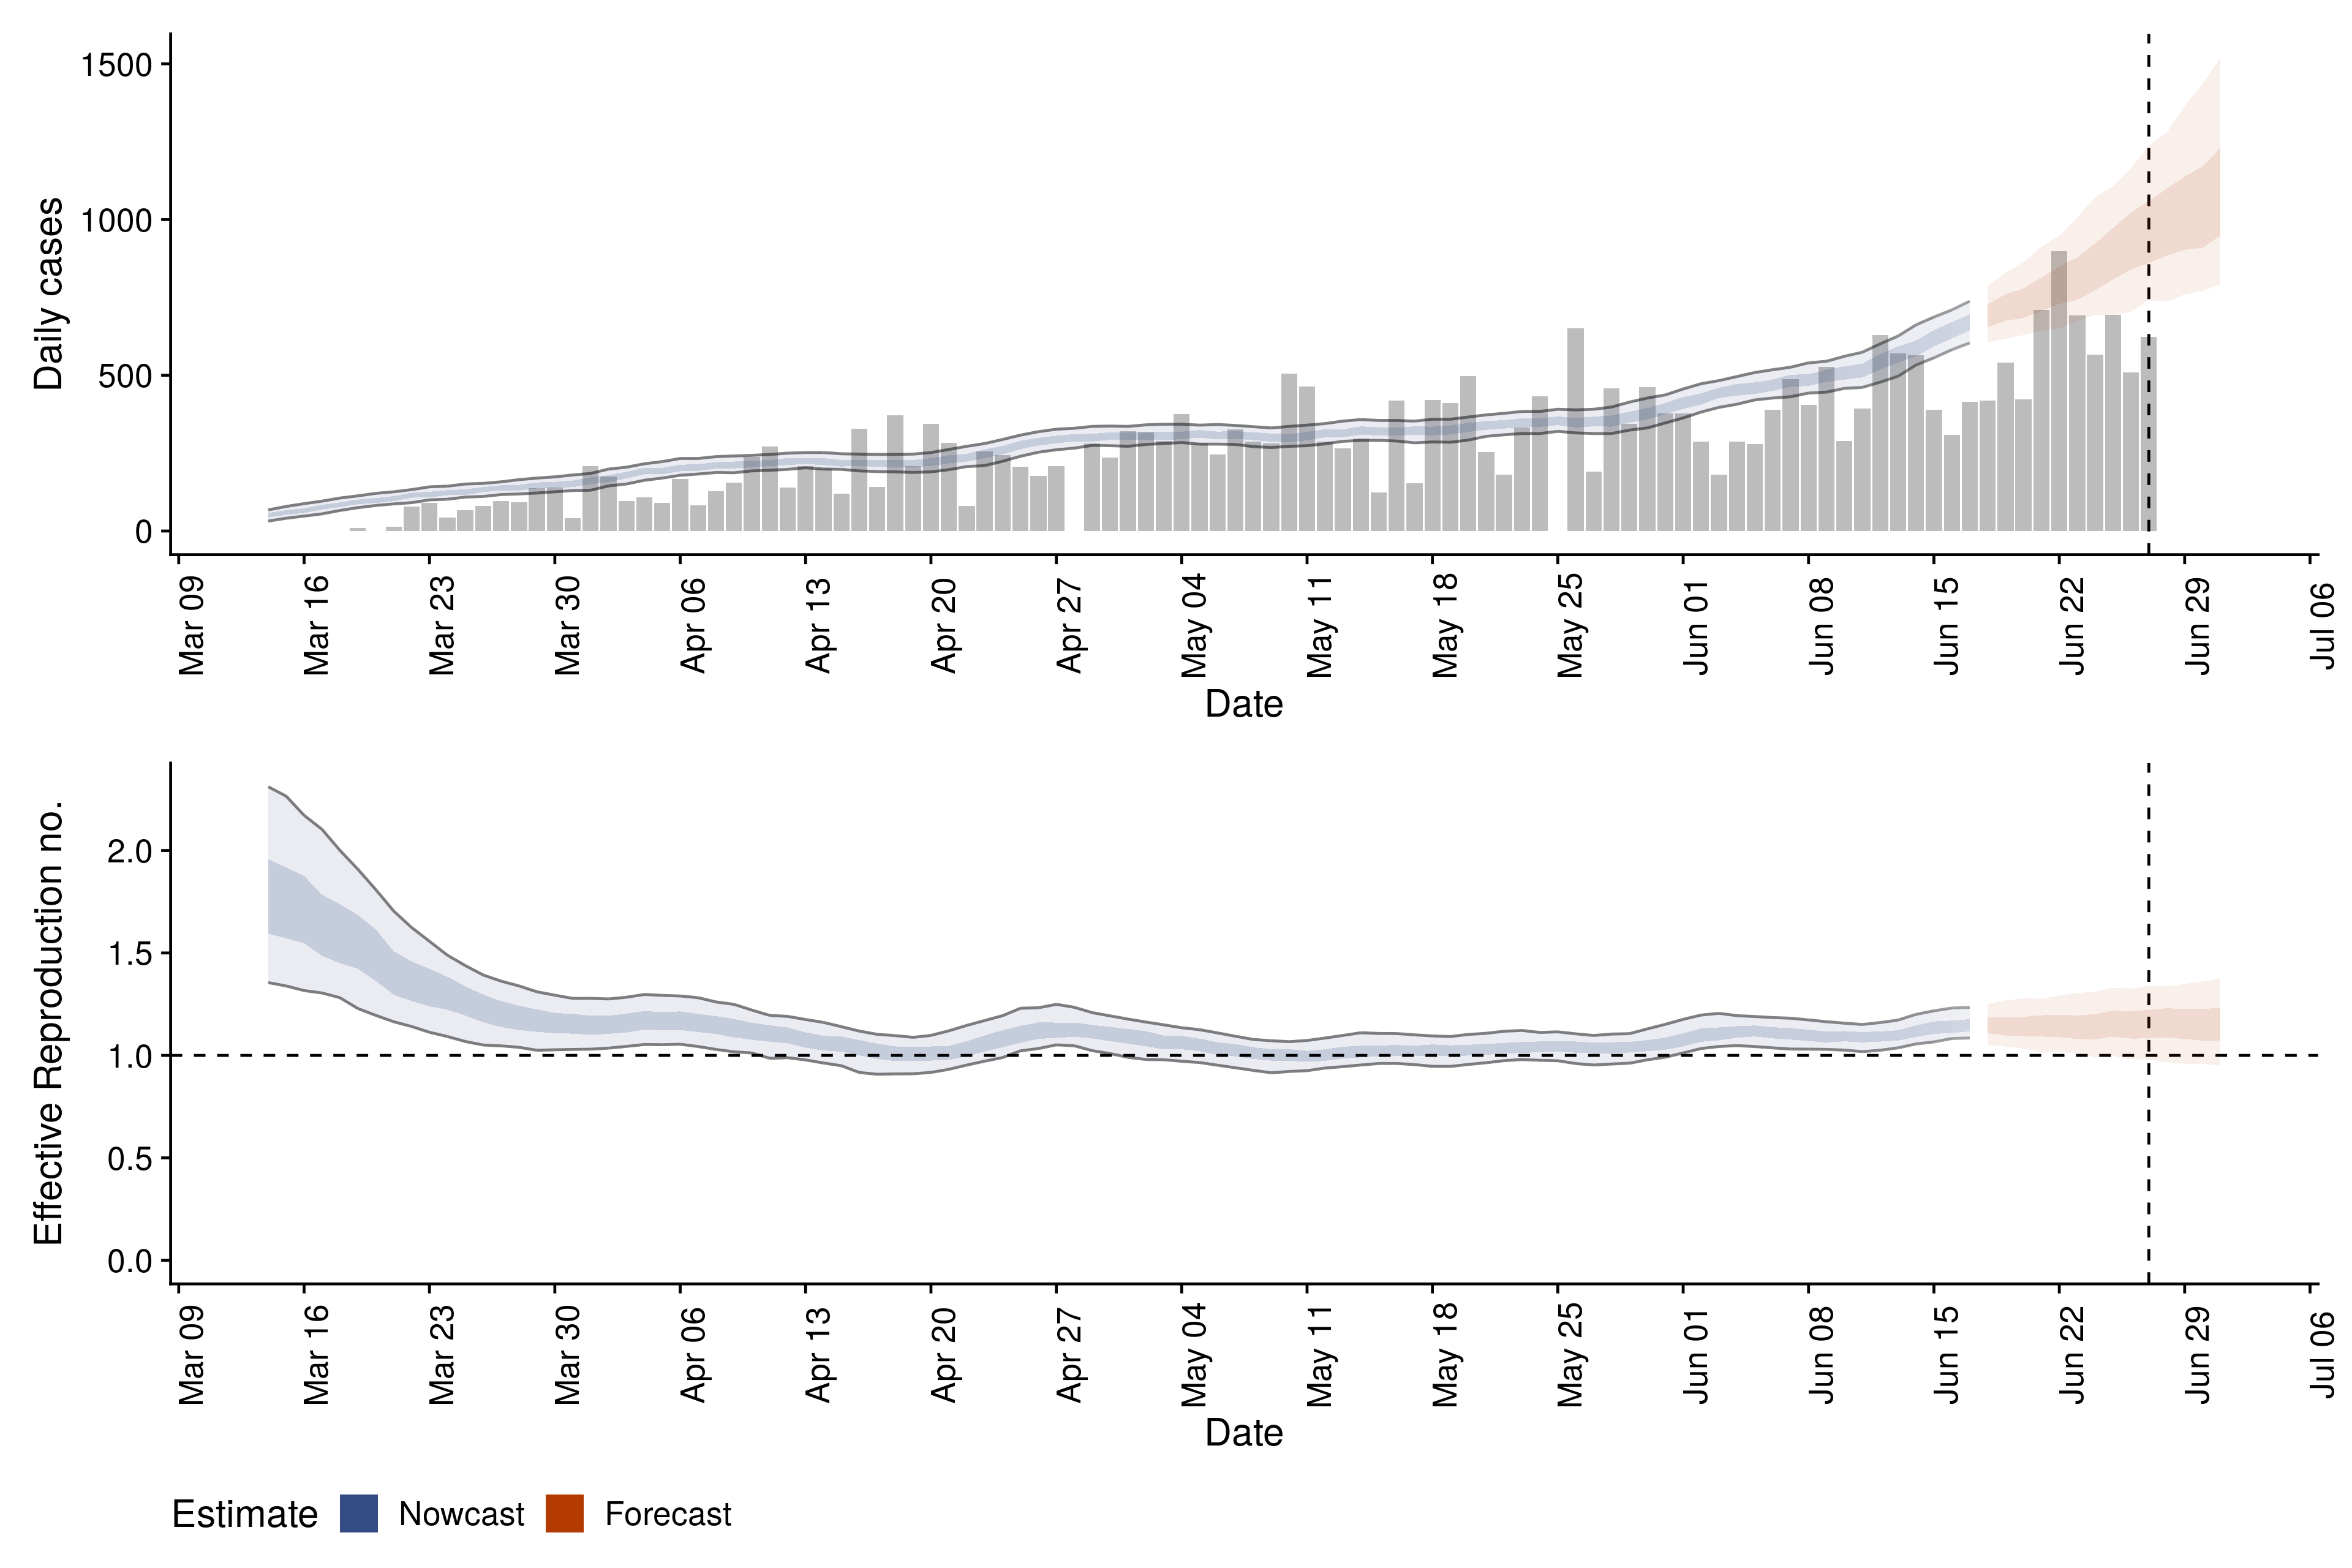 Daily cases
1500
1000
500
0
Mar 09
Mar 16
Mar 23
Mar 30
Apr 06
Apr 13
Apr 20
Apr 27
May 04
May 11
May 18
May 25
Jun 01
Jun 08
Jun 15
Jun 22
Jun 29
Jul 06
Date
Effective Reproduction no.
2.0
1.5
1.0
0.5
0.0
Mar 09
Mar 16
Mar 23
Mar 30
Apr 06
Apr 13
Apr 20
Apr 27
May 04
May 11
May 18
May 25
Jun 01
Jun 08
Jun 15
Jun 22
Jun 29
Jul 06
Date
Estimate Nowcast Forecast